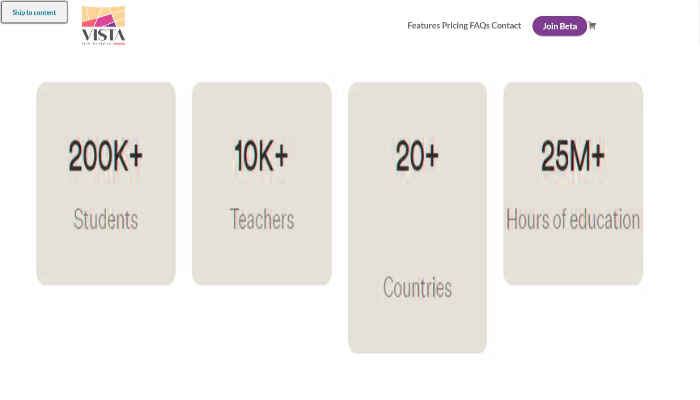 Skip to content
VISTA
Features Pricing FAQs Contact
Join Beta
200K+
Students
10K+
Teachers
20+
Countries
25M+
Hours of education